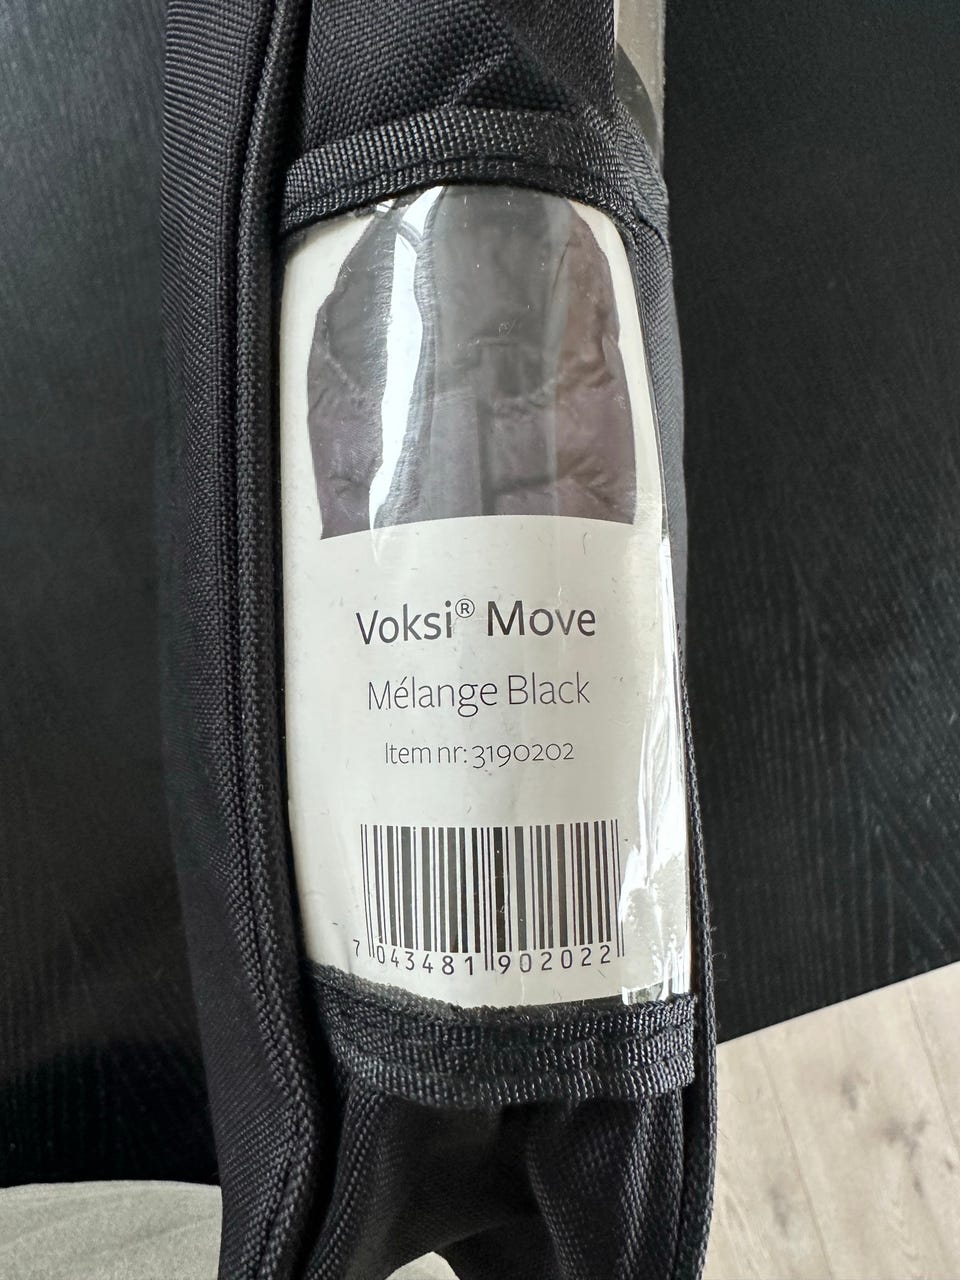 Voksi® Move
Mélange Black
Item nr: 3190202
7 043481 902022